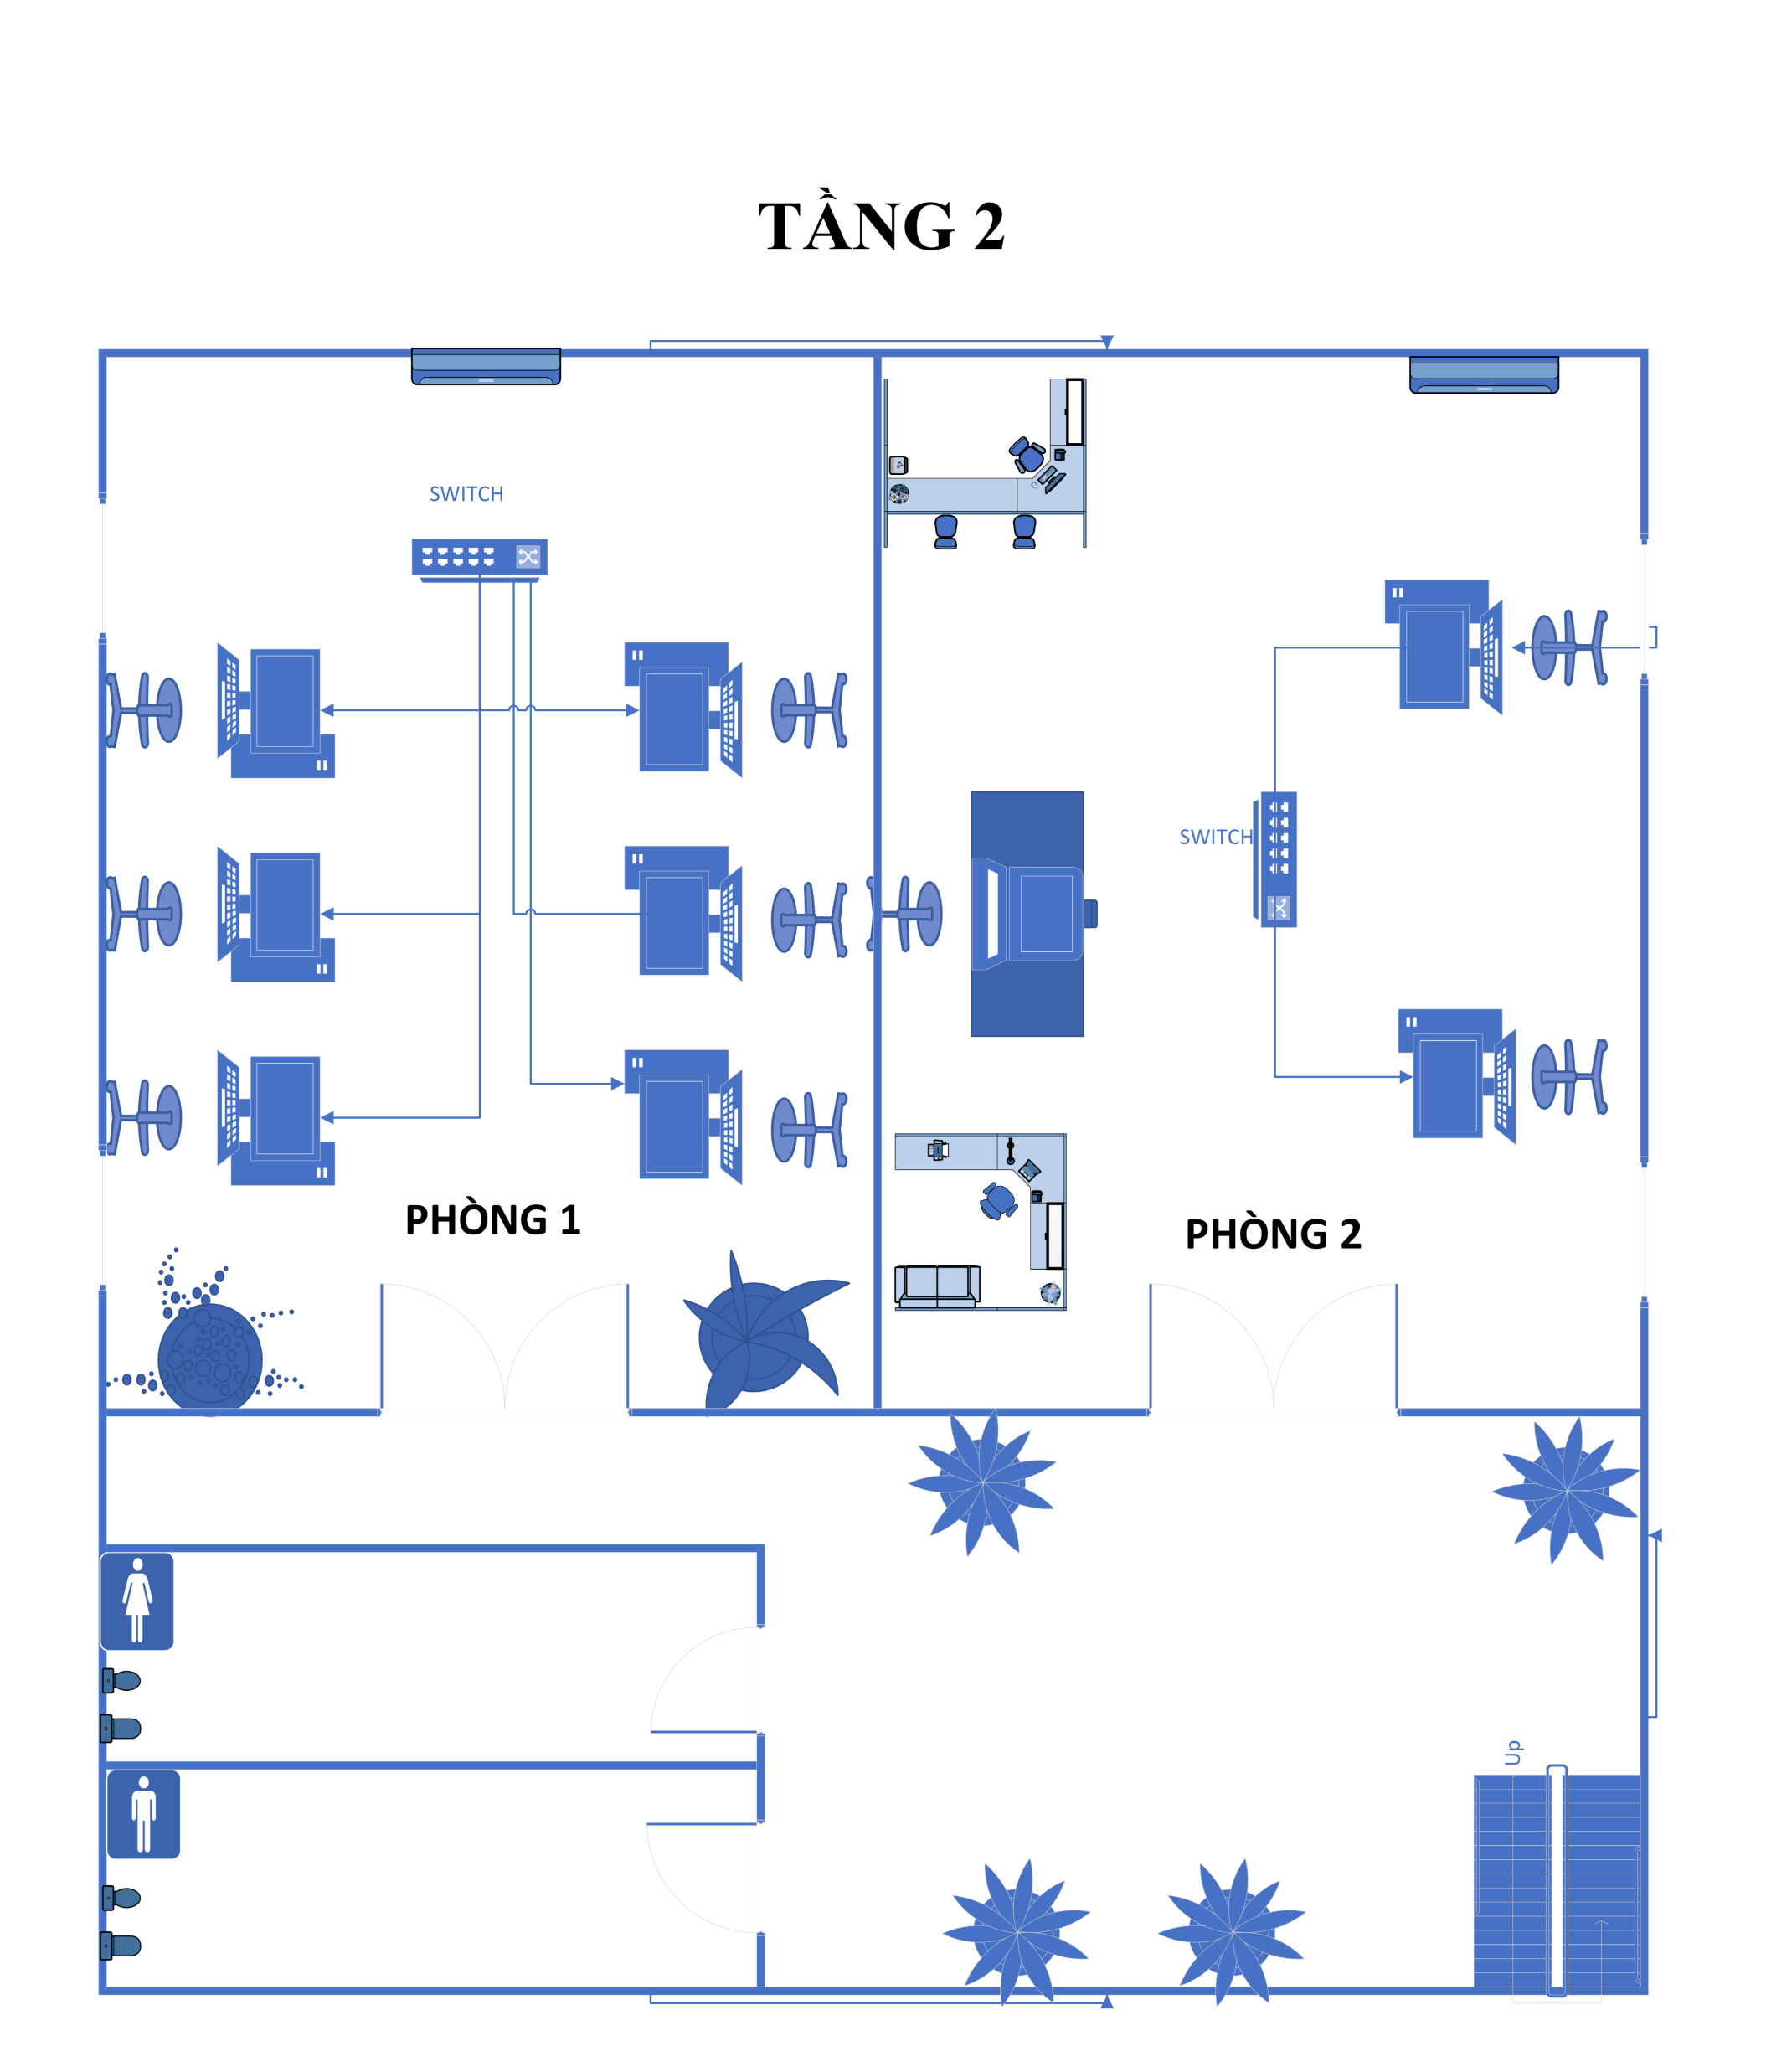 TẦNG 2
SWITCH
SWITCH
PHÒNG 1
PHÒNG 2
Up